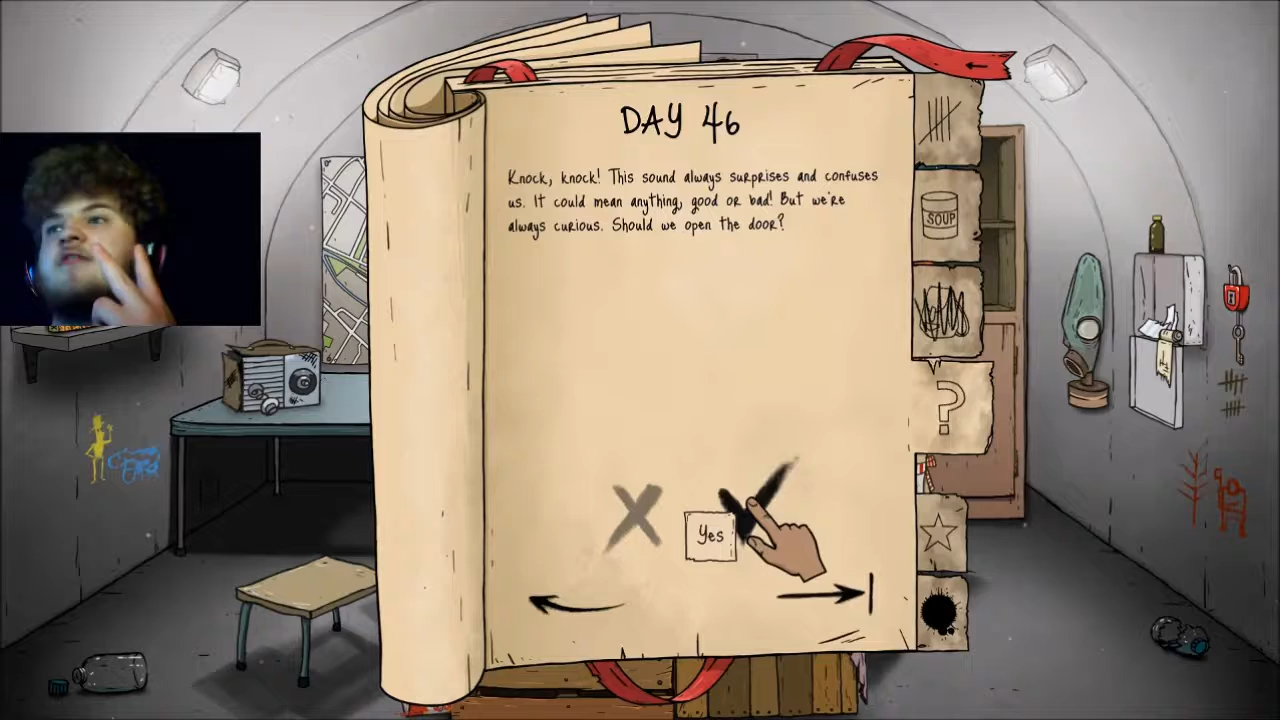 DAY 46
Knock, knock! This sound always surprises and confuses
us. It could mean anything, good or bad! But we're
always curious. Should we open the door?
SOUP
Yes